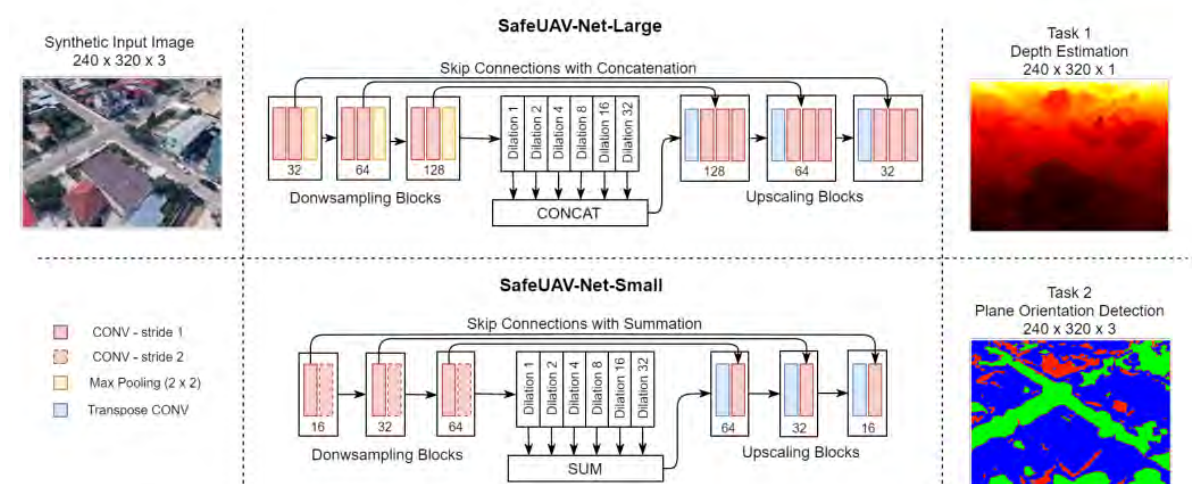 SafeUAV-Net-Large
Synthetic Input Image
240 x 320 x 3
Skip Connections with Concatenation
Dilation 1
Dilation 2
Dilation 4
Dilation 8
Dilation 16
Dilation 32
32
64
128
128
64
32
Donwsampling Blocks
CONCAT
Upscaling Blocks
Task 1
Depth Estimation
240 x 320 x 1
SafeUAV-Net-Small
CONV - stride 1
CONV - stride 2
Max Pooling (2 x 2)
Transpose CONV
Skip Connections with Summation
Dilation 1
Dilation 2
Dilation 4
Dilation 8
Dilation 16
Dilation 32
16
32
64
64
32
16
Donwsampling Blocks
SUM
Upscaling Blocks
Task 2
Plane Orientation Detection
240 x 320 x 3